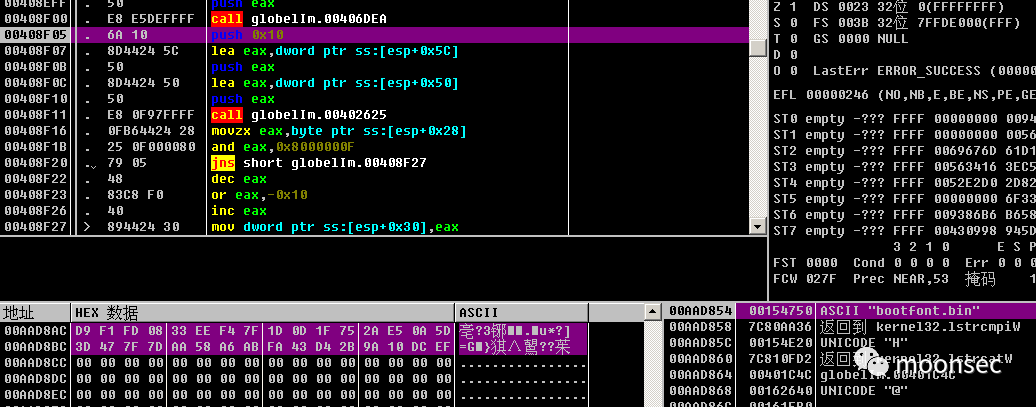 00408EFF . 50 push eax
00408F00 . E8 E5DEFFFF call globelIm.00406DEA
00408F05 . 6A 10 push 0x10
00408F07 . 8D4424 5C lea eax,dword ptr ss:[esp+0x5C]
00408F0B . 50 push eax
00408F0C . 8D4424 50 lea eax,dword ptr ss:[esp+0x50]
00408F10 . 50 push eax
00408F11 . E8 0F97FFFF call globelIm.00402625
00408F16 . 0FB64424 28 movzx eax,byte ptr ss:[esp+0x28]
00408F1B . 25 0F000080 and eax,0x8000000F
00408F20 . 79 05 jns short globelIm.00408F27
00408F22 . 48 dec eax
00408F23 . 83C8 F0 or eax,-0x10
00408F26 . 40 inc eax
00408F27 > 894424 30 mov dword ptr ss:[esp+0x30],eax
Z 1 DS 0023 32位 0(FFFFFFFF)
S 0 FS 003B 32位 7FFDE000(FFF)
T 0 GS 0000 NULL
D 0
O 0 LastErr ERROR_SUCCESS (00000
EFL 00000246 (NO,NB,E,BE,NS,PE,GE
ST0 empty -??? FFFF 00000000 0094
ST1 empty -??? FFFF 00000000 0056
ST2 empty -??? FFFF 0069676D 61D1
ST3 empty -??? FFFF 00563416 3EC5
ST4 empty -??? FFFF 0052E2D0 2D82
ST5 empty -??? FFFF 00000000 6F33
ST6 empty -??? FFFF 009386B6 B658
ST7 empty -??? FFFF 00430998 945D
3 2 1 0 E S P
FST 0000 Cond 0 0 0 0 Err 0 0 0
FCW 027F Prec NEAR,53 掩码 1
地址 HEX 数据 ASCII
00AAD8AC D9 F1 FD 08 33 EE F4 7F 1D 0D 1F 75 2A E5 0A 5D
00AAD8BC 3D 47 7F 7D AA 58 A6 AB FA 43 D4 2B 9A 10 DC EF
00AAD8CC 00 00 00 00 00 00 00 00 00 00 00 00 00 00 00 00 ................
00AAD8DC 00 00 00 00 00 00 00 00 00 00 00 00 00 00 00 00 ................
00AAD8EC 00 00 00 00 00 00 00 00 00 00 00 00 00 00 00 00 ................
00AAD854 00154750 ASCII "bootfont.bin"
00AAD858 7C80AA36 返回到 kernel32.lstrcmpiW
00AAD85C 00154E20 UNICODE "H"
00AAD860 7C810FD2 返回
00AAD864 00401C4C globelIm.00401C4C
00AAD868 00162640 UNICODE "@"
moonsec